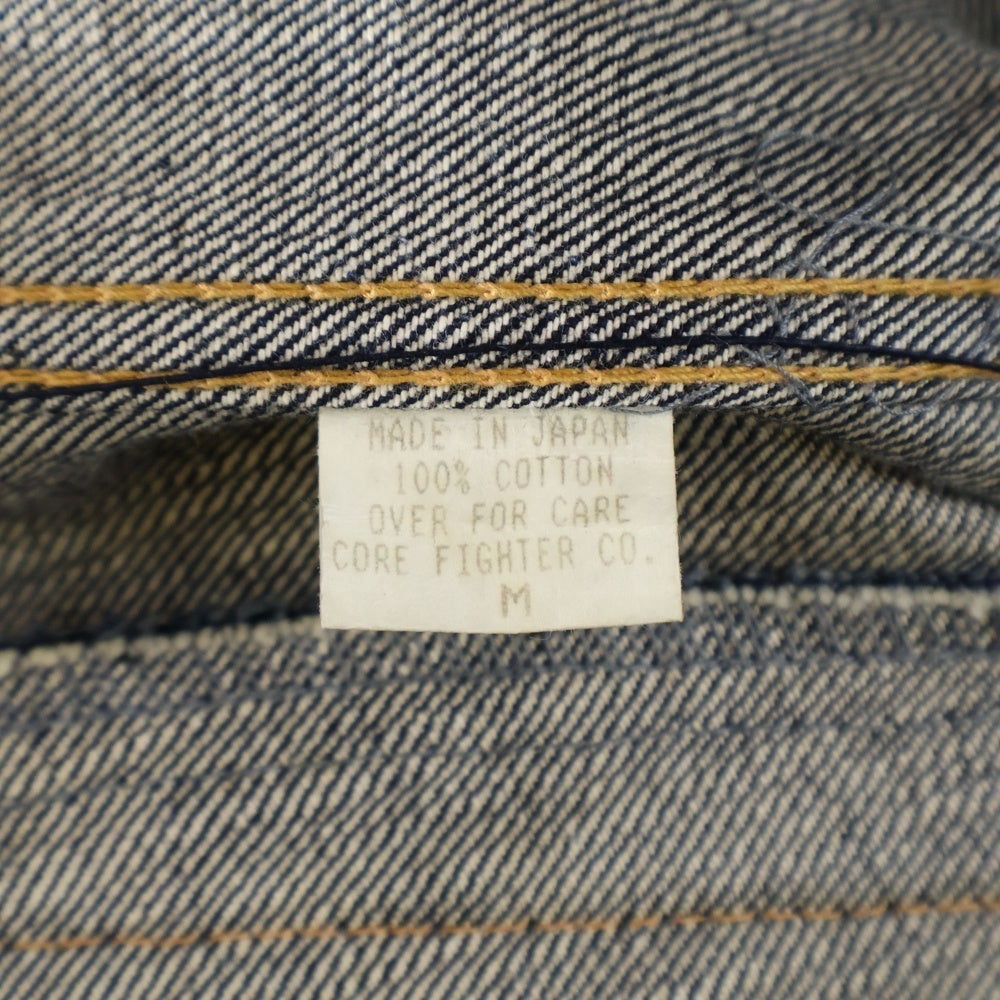 MADE IN JAPAN
100% COTTON
OVER FOR CARE
CORE FIGHTER CO.
M